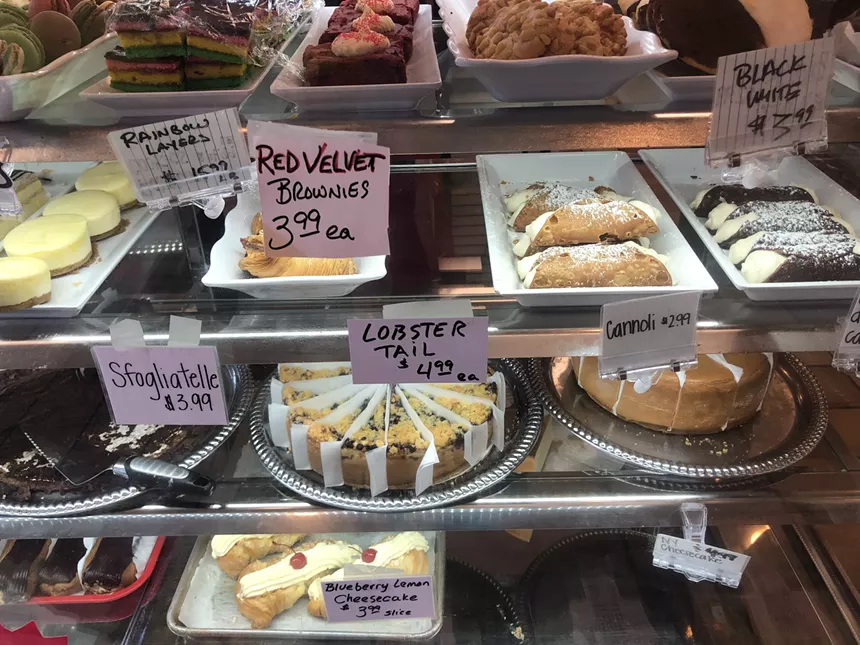 BLACK
WHITE
$3.99
RAINBOW
LAYERS
RED VELVET
BROWNIES
3.99 ea
LOBSTER
TAIL
$4.99 ea
Cannoli $2.99
Sfogliatelle
$3.99
Blueberry Lemon
Cheesecake
$3.99 slice
NY
Cheesecake